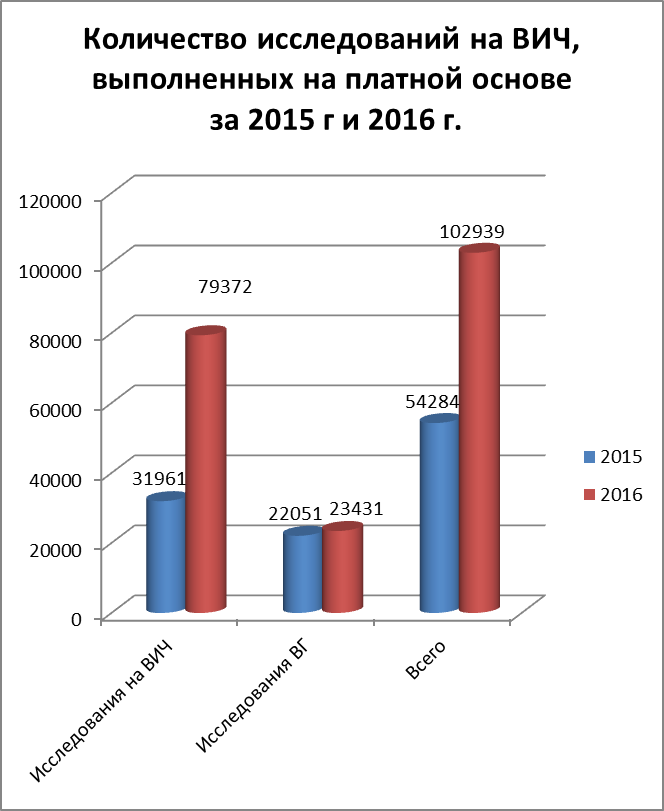 Количество исследований на ВИЧ,
выполненных на платной основе
за 2015 г и 2016 г.
120000
100000
80000
60000
40000
20000
0
31961
79372
22051
23431
54284
102939
Исследования на ВИЧ
Исследования ВГ
Всего
2015
2016